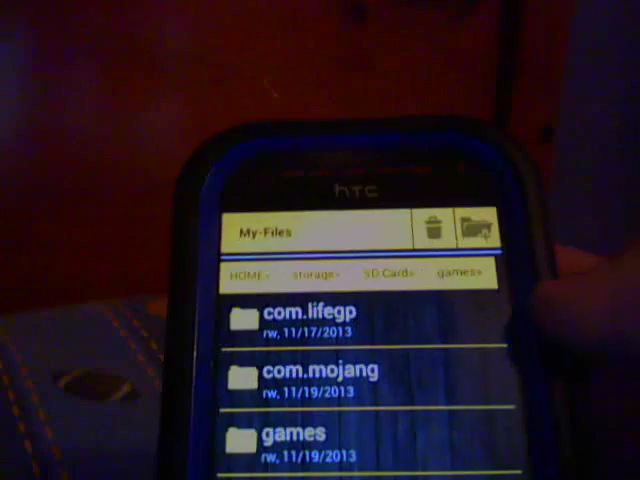 hTC
My-Files
HOME> storage> SD Card> games>
com.lifegp
rw, 11/17/2013
com.mojang
rw, 11/19/2013
games
rw, 11/19/2013